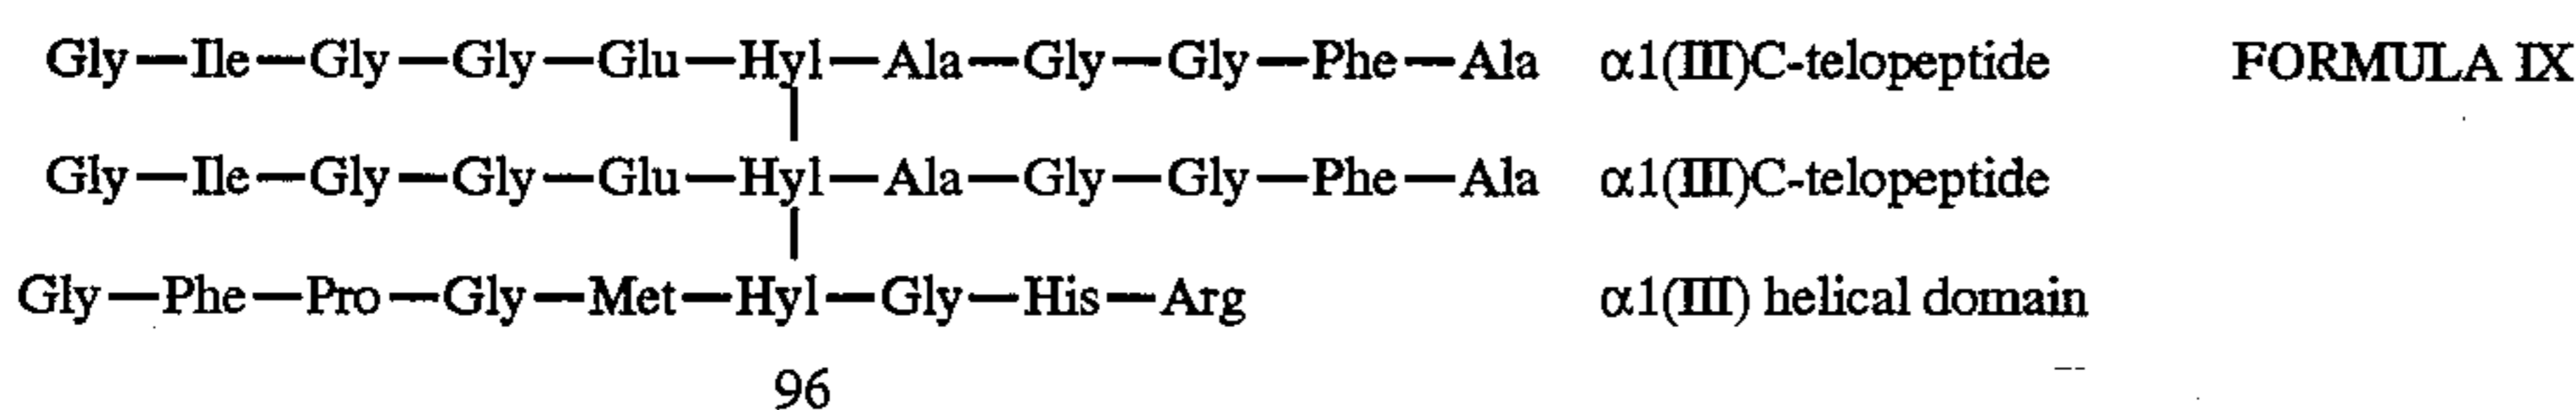 Gly—Ile—Gly—Gly—Glu—Hyl—Ala—Gly—Gly—Phe—Ala α1(III)C-telopeptide FORMULA IX
Gly—Ile—Gly—Gly—Glu—Hyl—Ala—Gly—Gly—Phe—Ala α1(III)C-telopeptide
Gly—Phe—Pro—Gly—Met—Hyl—Gly—His—Arg α1(III) helical domain
96